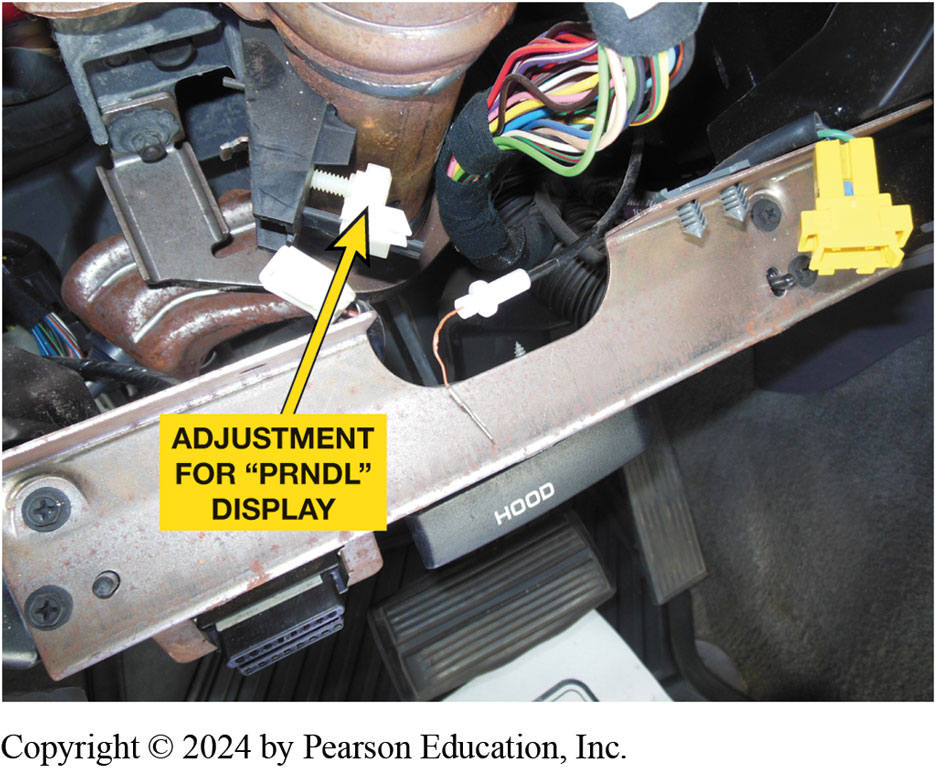 ADJUSTMENT
FOR “PRNDL”
DISPLAY
HOOD
Copyright © 2024 by Pearson Education, Inc.